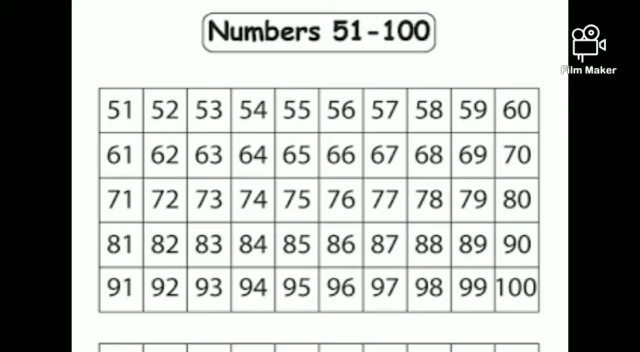 Numbers 51-100
Film Maker
51 52 53 54 55 56 57 58 59 60
61 62 63 64 65 66 67 68 69 70
71 72 73 74 75 76 77 78 79 80
81 82 83 84 85 86 87 88 89 90
91 92 93 94 95 96 97 98 99 100